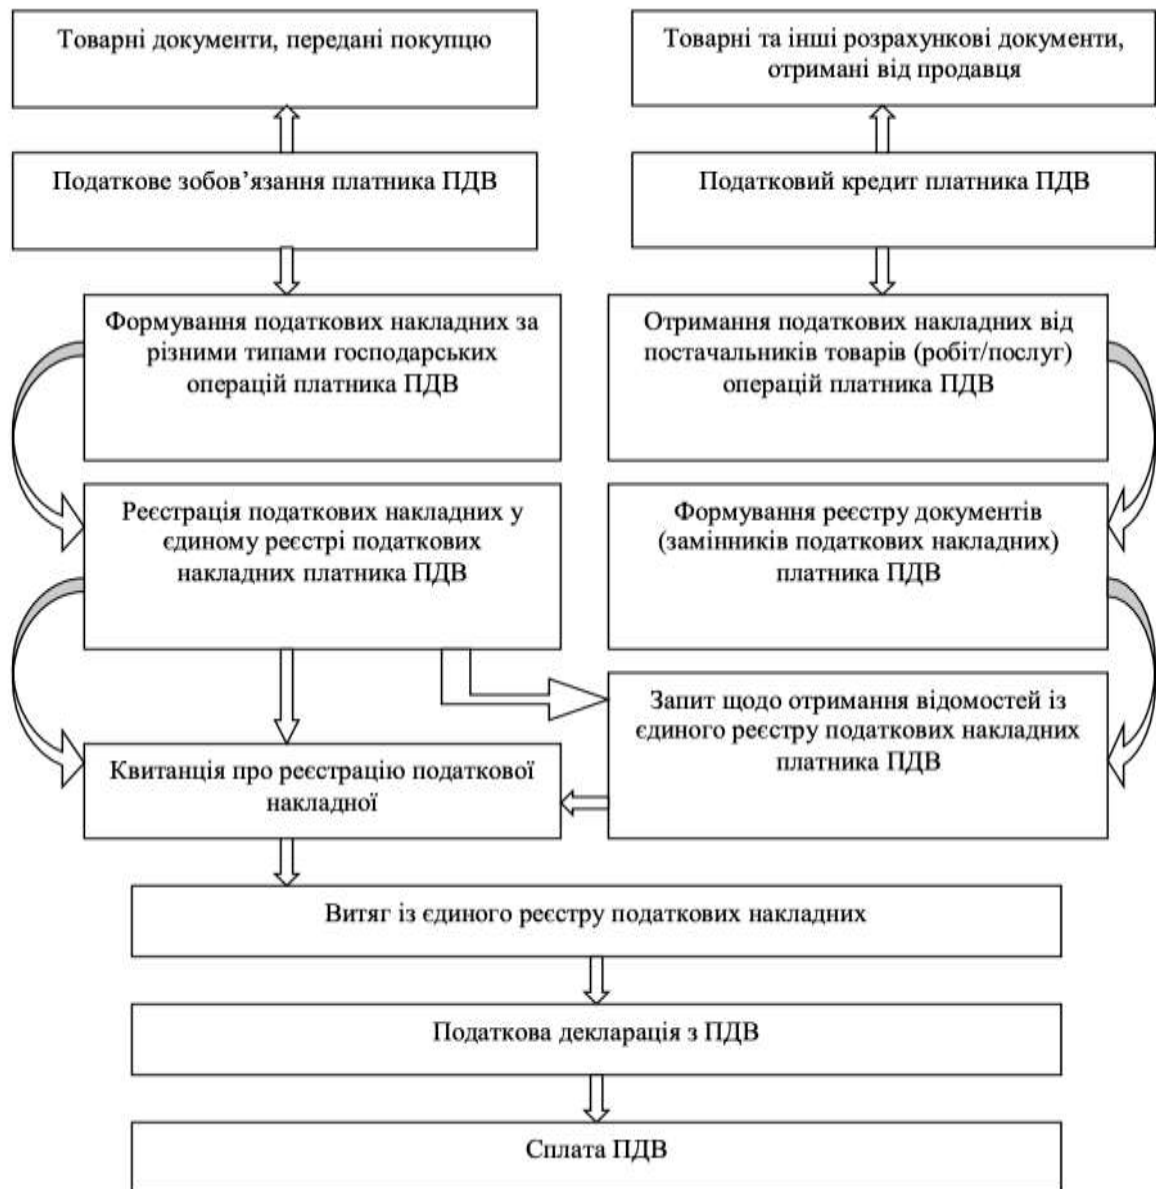 Товарні документи, передані покупцю
Товарні та інші розрахункові документи,
отримані від продавця
Податкове зобов’язання платника ПДВ
Податковий кредит платника ПДВ
Формування податкових накладних за
різними типами господарських
операцій платника ПДВ
Отримання податкових накладних від
постачальників товарів (робіт/послуг)
операцій платника ПДВ
Реєстрація податкових накладних у
єдиному реєстрі податкових
накладних платника ПДВ
Формування реєстру документів
(замінників податкових накладних)
платника ПДВ
Запит щодо отримання відомостей із
єдиного реєстру податкових накладних
платника ПДВ
Квитанція про реєстрацію податкової
накладної
Витяг із єдиного реєстру податкових накладних
Податкова декларація з ПДВ
Сплата ПДВ